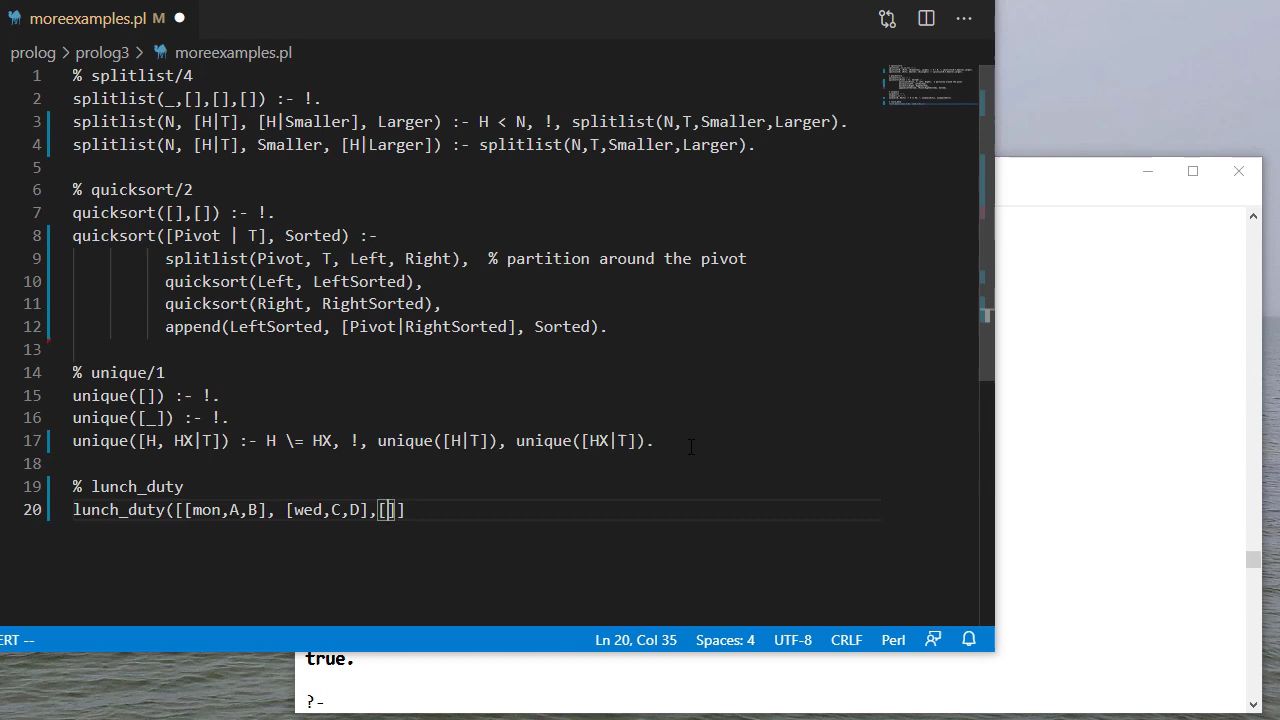 moreexamples.pl M
prolog > prolog3 > moreexamples.pl
1 % splitlist/4
2 splitlist(_,[],[],[]) :- !.
3 splitlist(N, [H|T], [H|Smaller], Larger) :- H < N, !, splitlist(N,T,Smaller,Larger).
4 splitlist(N, [H|T], Smaller, [H|Larger]) :- splitlist(N,T,Smaller,Larger).
5
6 % quicksort/2
7 quicksort([],[]) :- !.
8 quicksort([Pivot | T], Sorted) :-
9 splitlist(Pivot, T, Left, Right), % partition around the pivot
10 quicksort(Left, LeftSorted),
11 quicksort(Right, RightSorted),
12 append(LeftSorted, [Pivot|RightSorted], Sorted).
13
14 % unique/1
15 unique([]) :- !.
16 unique([_]) :- !.
17 unique([H, HX|T]) :- H \= HX, !, unique([H|T]), unique([HX|T]).
18
19 % lunch_duty
20 lunch_duty([[mon,A,B], [wed,C,D],[]]
ERT -- Ln 20, Col 35 Spaces: 4 UTF-8 CRLF Perl
true.
?-